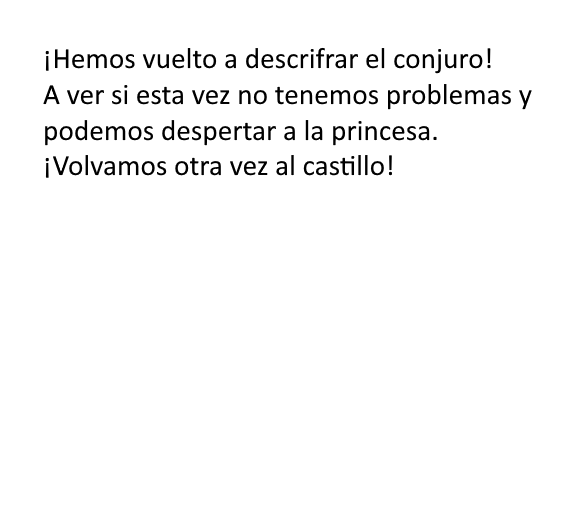 ¡Hemos vuelto a descrifrar el conjuro!
A ver si esta vez no tenemos problemas y
podemos despertar a la princesa.
¡Volvamos otra vez al castillo!